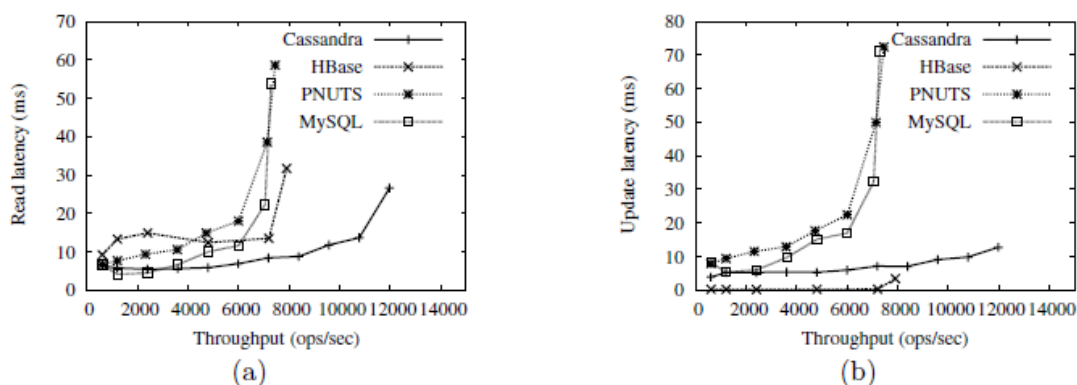 Read latency (ms)
70
60
50
40
30
20
10
0
Cassandra
HBase
PNUTS
MySQL
0 2000 4000 6000 8000 10000 12000 14000
Throughput (ops/sec)
(a)
Update latency (ms)
80
70
60
50
40
30
20
10
0
Cassandra
HBase
PNUTS
MySQL
0 2000 4000 6000 8000 10000 12000 14000
Throughput (ops/sec)
(b)